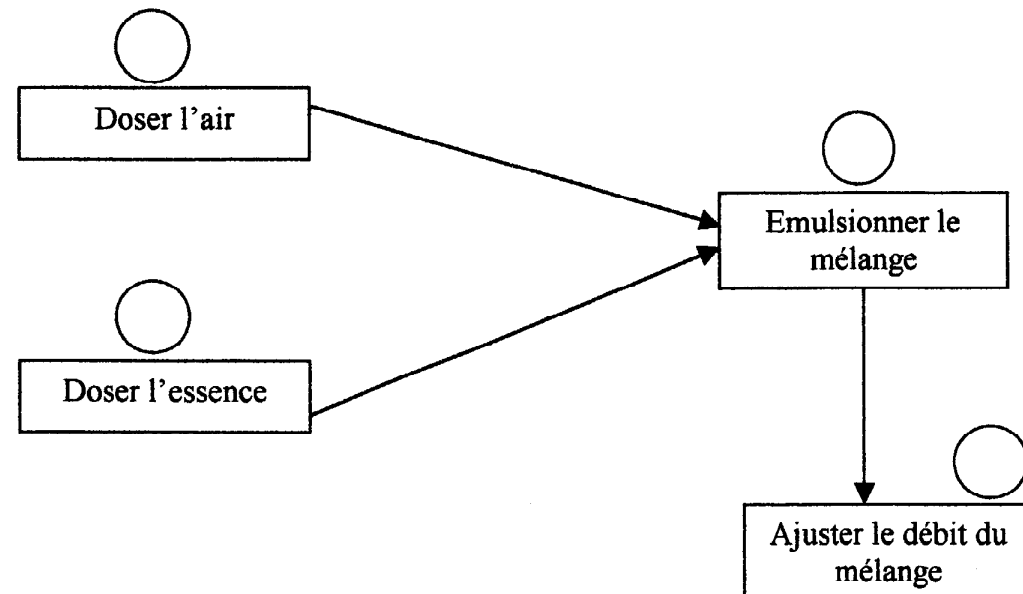 Doser l'air
Emulsionner le
mélange
Doser l'essence
Ajuster le débit du
mélange